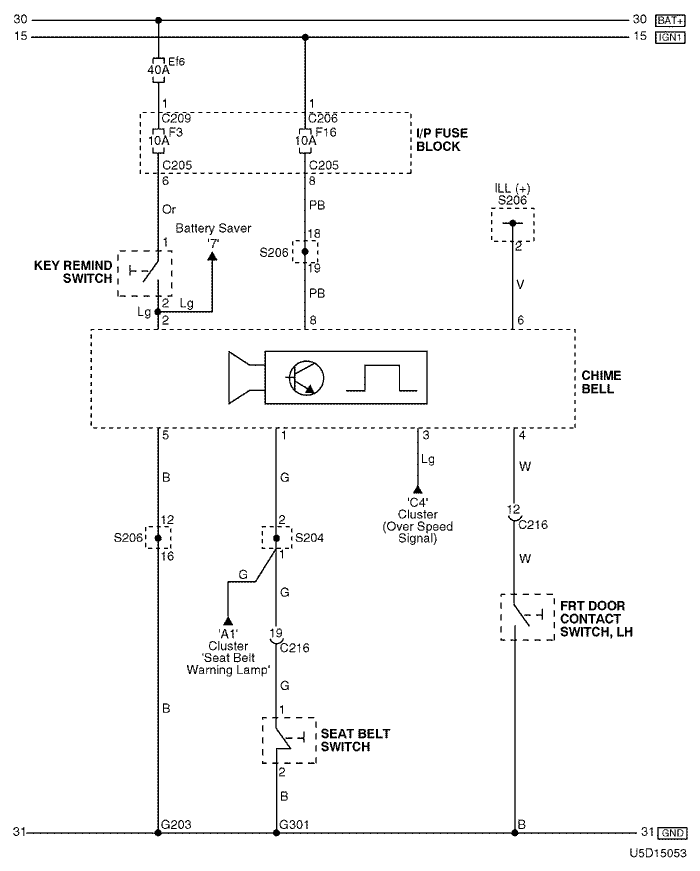 30 30 BAT+
15 15 IGN1
Ef6
40A
1 1
C209 C206
F3 F16
10A 10A
I/P FUSE
BLOCK
C205 C205
6 8
ILL (+)
S206
Or PB
Battery Saver
'7'
18
1 S206 2
KEY REMIND
SWITCH
19
V
PB
2 Lg
Lg
2 8 6
CHIME
BELL
5 1 3 4
Lg W
B G
'C4'
Cluster
(Over Speed
Signal)
12
C216
12 2
S206 S204
16 1
W
G
G
FRT DOOR
CONTACT
SWITCH, LH
'A1'
Cluster
'Seat Belt
Warning Lamp'
19
C216
G
B 1
SEAT BELT
SWITCH
2
B
G203 G301 B
31 31 GND
U5D15053